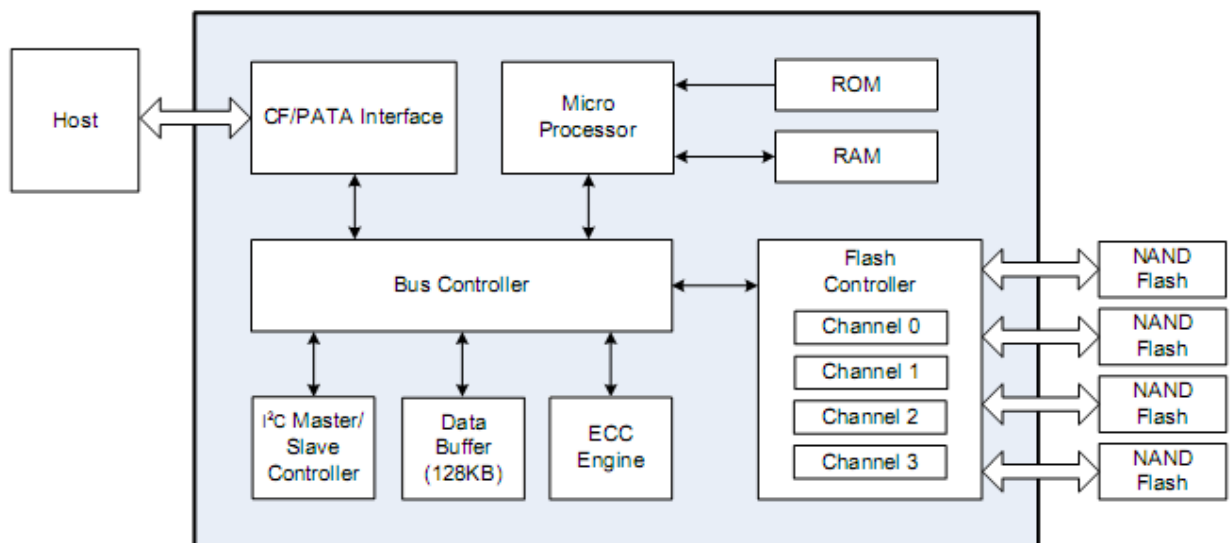 Host
CF/PATA Interface
Micro
Processor
ROM
RAM
Bus Controller
Flash
Controller
Channel 0
Channel 1
Channel 2
Channel 3
NAND
Flash
NAND
Flash
NAND
Flash
NAND
Flash
I²C Master/
Slave
Controller
Data
Buffer
(128KB)
ECC
Engine